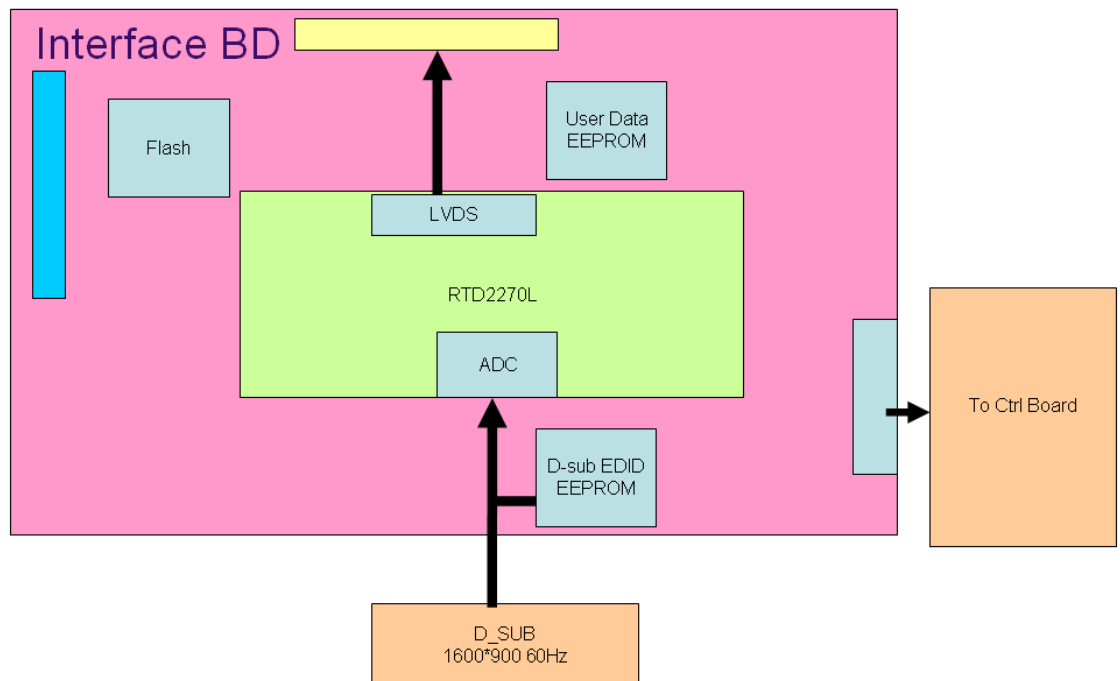 Interface BD
Flash
User Data
EEPROM
LVDS
RTD2270L
ADC
To Ctrl Board
D-sub EDID
EEPROM
D_SUB
1600*900 60Hz